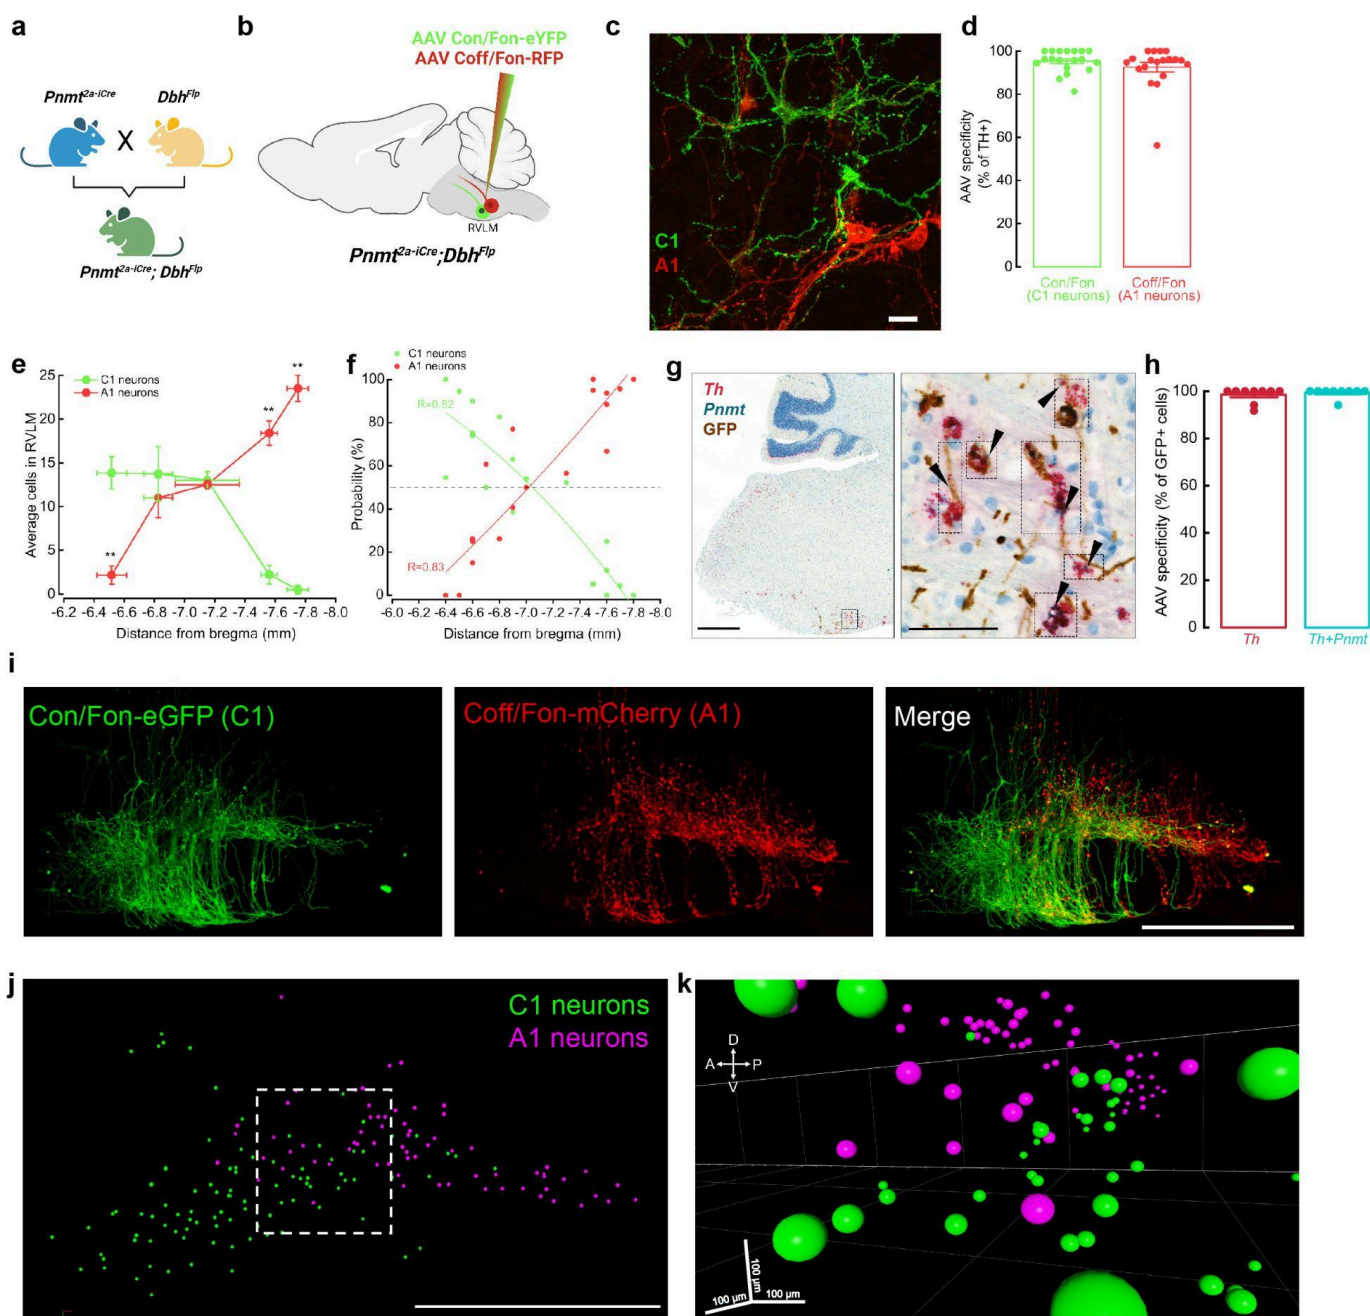 a
Pnmt2a-iCre
DbhFlp
X
Pnmt2a-iCre; DbhFlp
b
AAV Con/Fon-eYFP
AAV Coff/Fon-RFP
RVLM
Pnmt2a-iCre;DbhFlp
c
C1
A1
d
AAV specificity
(% of TH+)
100
80
60
40
20
0
Con/Fon
(C1 neurons)
Coff/Fon
(A1 neurons)
e
C1 neurons
A1 neurons
Average cells in RVLM
25
20
15
10
5
0
**
**
**
-6.2 -6.4 -6.6 -6.8 -7.0 -7.2 -7.4 -7.6 -7.8 -8.0
Distance from bregma (mm)
f
C1 neurons
A1 neurons
Probability (%)
100
80
60
40
20
0
R=0.82
R=0.83
-6.0 -6.2 -6.4 -6.6 -6.8 -7.0 -7.2 -7.4 -7.6 -7.8 -8.0
Distance from bregma (mm)
g
Th
Pnmt
GFP
h
AAV specificity (% of GFP+ cells)
100
80
60
40
20
0
Th
Th+Pnmt
i
Con/Fon-eGFP (C1)
Coff/Fon-mCherry (A1)
Merge
j
C1 neurons
A1 neurons
k
D
A
P
V
100 µm
100 µm
100 µm